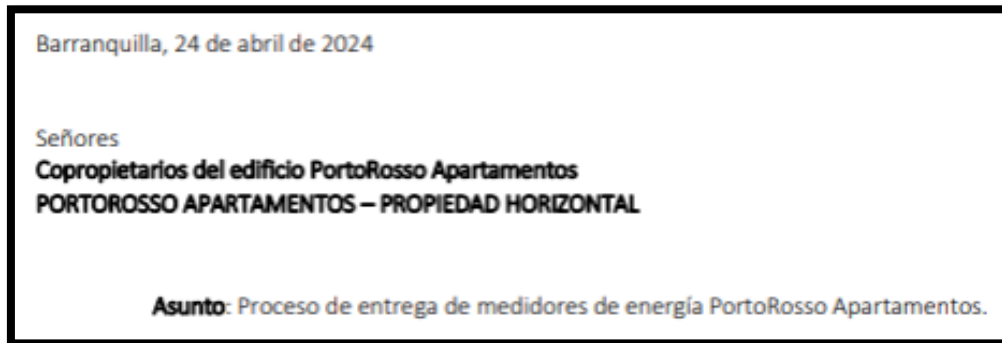 Barranquilla, 24 de abril de 2024
Señores
Copropietarios del edificio PortoRosso Apartamentos
PORTOROSSO APARTAMENTOS – PROPIEDAD HORIZONTAL
Asunto: Proceso de entrega de medidores de energía PortoRosso Apartamentos.